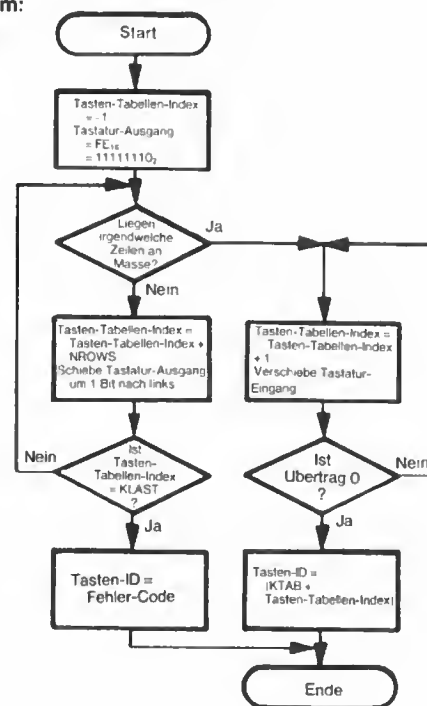 m:
Start
Tasten-Tabellen-Index
= -1
Tastatur-Ausgang
= FE₁₆
= 11111110₂
Liegen
irgendwelche
Zeilen an
Masse?
Ja
Nein
Tasten-Tabellen-Index =
Tasten-Tabellen-Index +
NROWS
Schiebe Tastatur-Ausgang
um 1 Bit nach links
Tasten-Tabellen-Index =
Tasten-Tabellen-Index
+ 1
Verschiebe Tastatur-
Eingang
Nein
Ist
Tasten-
Tabellen-Index
= KLAST
?
Ja
Ist
Ubertrag 0
?
Nein
Ja
Tasten-ID =
Fehler-Code
Tasten-ID =
(KTAB +
Tasten-Tabellen-Index)
Ende